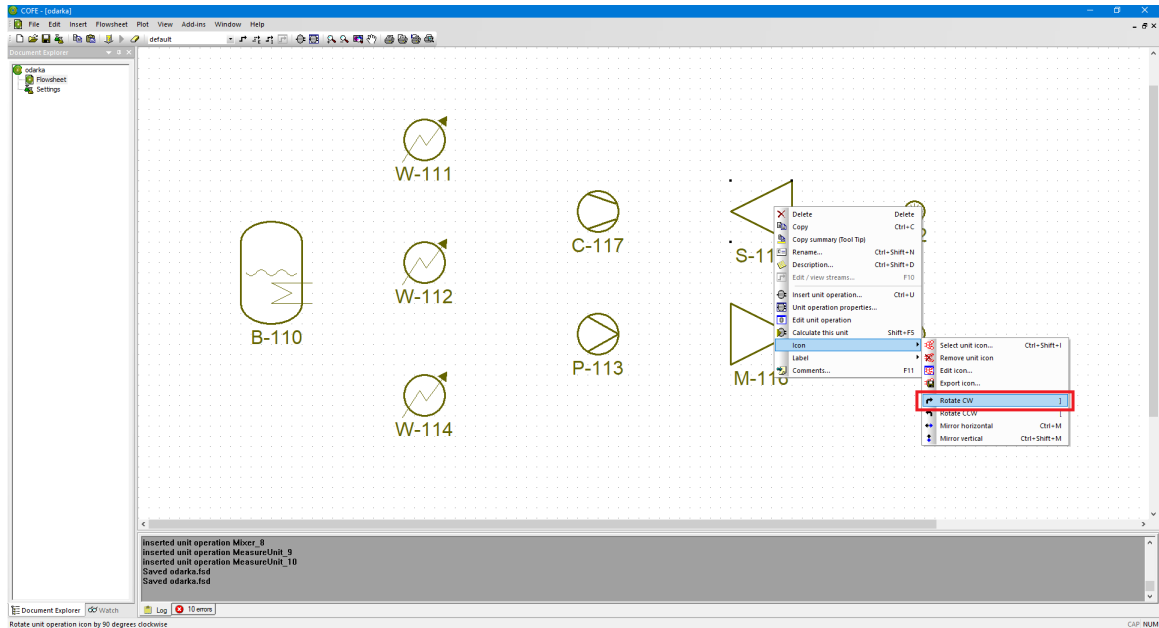 COFE - [odarka]
File Edit Insert Flowsheet Plot View Add-ins Window Help
default
Document Explorer
odarka
Flowsheet
Settings
W-111
C-117
W-112
B-110
P-113
W-114
S-11
M-116
2
Delete Delete
Copy Ctrl+C
Copy summary (Tool Tip)
Rename... Ctrl+Shift+N
Description... Ctrl+Shift+D
Edit / view streams... F10
Insert unit operation... Ctrl+U
Unit operation properties...
Edit unit operation
Calculate this unit Shift+F5
Icon
Label
Comments... F11
Select unit icon... Ctrl+Shift+I
Remove unit icon
Edit icon...
Export icon...
Rotate CW ]
Rotate CCW [
Mirror horizontal Ctrl+M
Mirror vertical Ctrl+Shift+M
inserted unit operation Mixer_8
inserted unit operation MeasureUnit_9
inserted unit operation MeasureUnit_10
Saved odarka.fsd
Saved odarka.fsd
Document Explorer Watch
Log 10 errors
Rotate unit operation icon by 90 degrees clockwise
CAP NUM